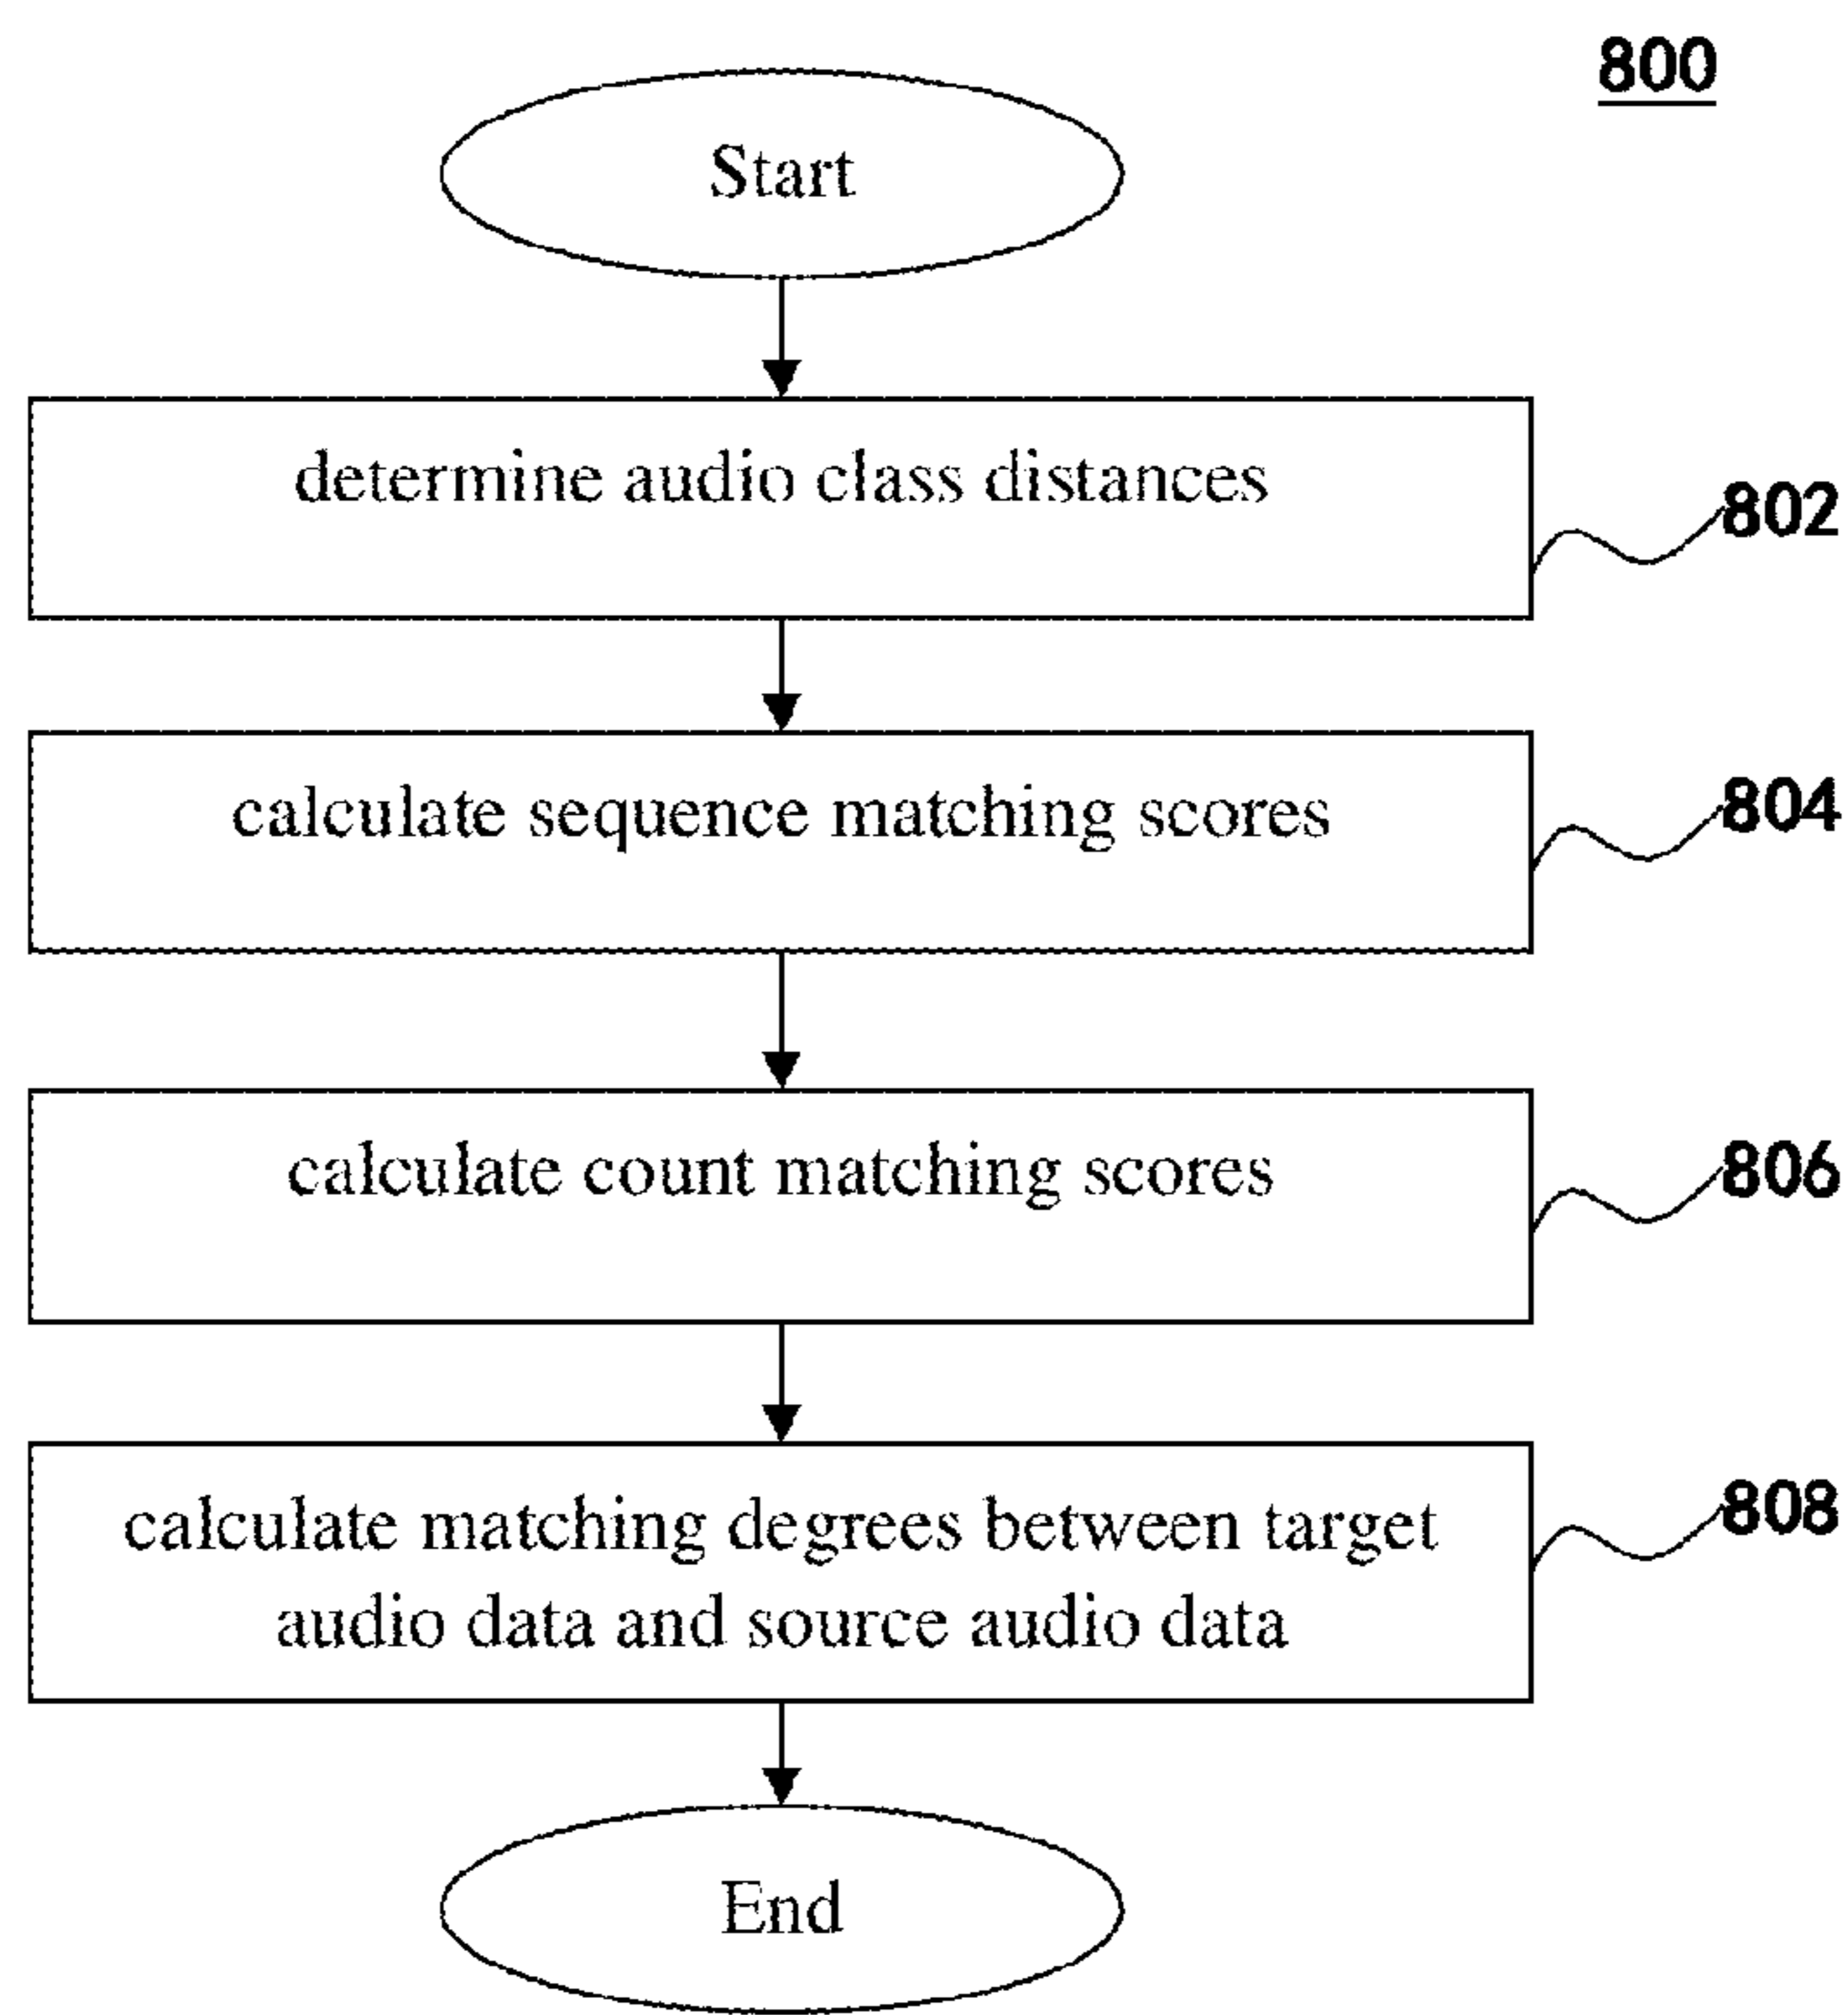 800
Start
determine audio class distances
802
calculate sequence matching scores
804
calculate count matching scores
806
calculate matching degrees between target
audio data and source audio data
808
End